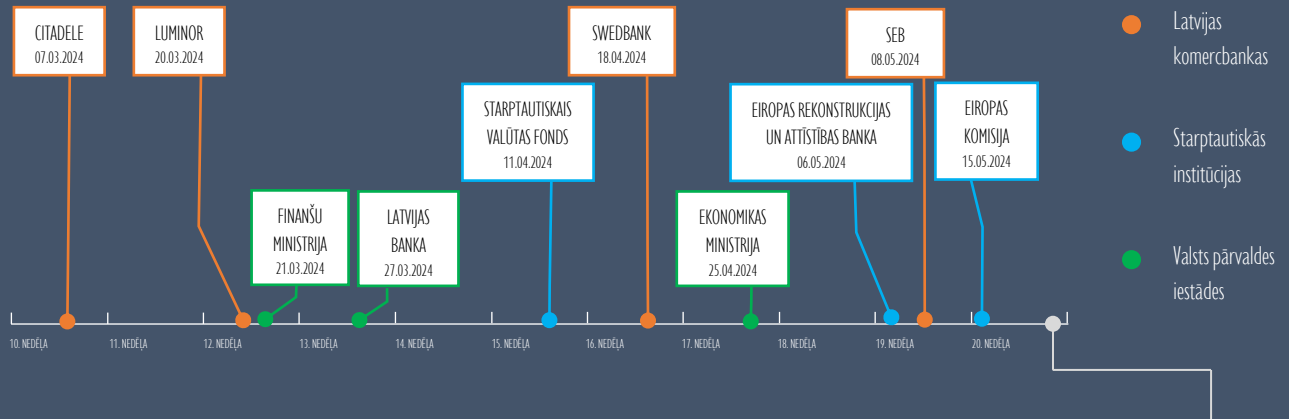 CITADELE
07.03.2024
LUMINOR
20.03.2024
FINANŠU
MINISTRIJA
21.03.2024
LATVIJAS
BANKA
27.03.2024
STARPTAUTISKAIS
VALŪTAS FONDS
11.04.2024
SWEDBANK
18.04.2024
EKONOMIKAS
MINISTRIJA
25.04.2024
EIROPAS REKONSTRUKCIJAS
UN ATTĪSTĪBAS BANKA
06.05.2024
SEB
08.05.2024
EIROPAS
KOMISIJA
15.05.2024
10. NEDĒĻA
11. NEDĒĻA
12. NEDĒĻA
13. NEDĒĻA
14. NEDĒĻA
15. NEDĒĻA
16. NEDĒĻA
17. NEDĒĻA
18. NEDĒĻA
19. NEDĒĻA
20. NEDĒĻA
Latvijas
komercbankas
Starptautiskās
institūcijas
Valsts pārvaldes
iestādes